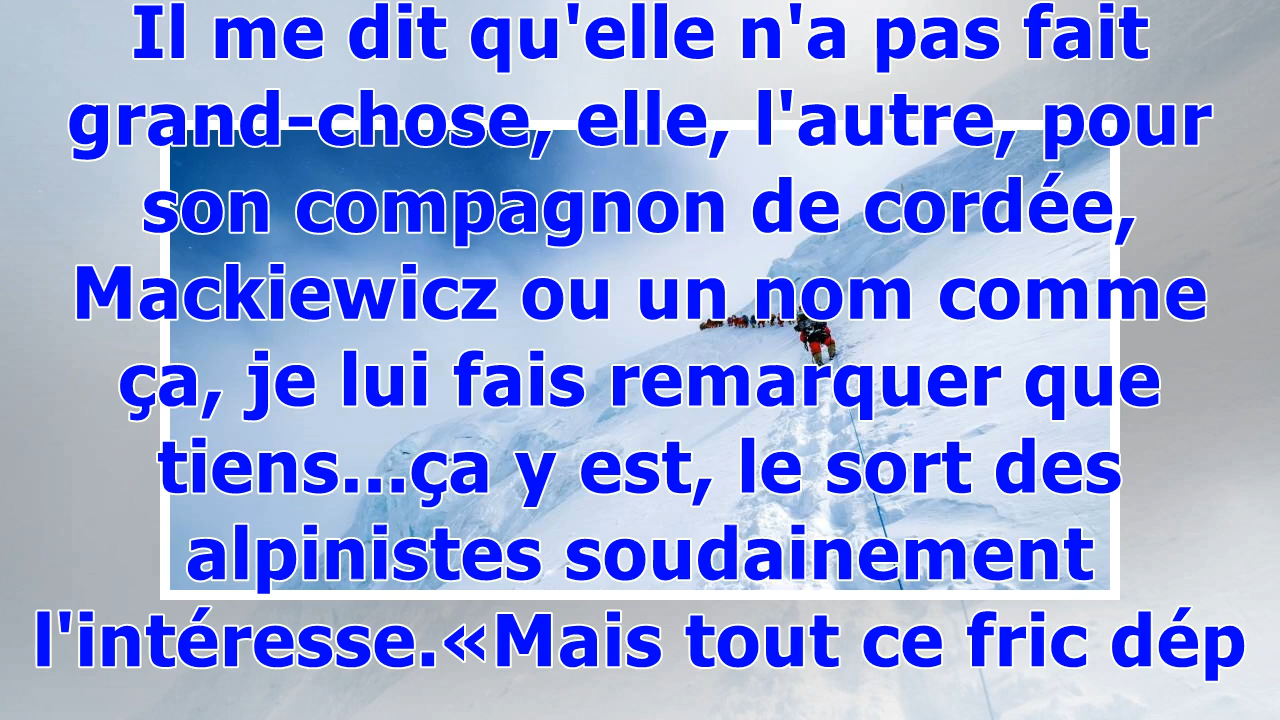 Il me dit qu'elle n'a pas fait
grand-chose, elle, l'autre, pour
son compagnon de cordée,
Mackiewicz ou un nom comme
ça, je lui fais remarquer que
tiens...ça y est, le sort des
alpinistes soudainement
l'intéresse.«Mais tout ce fric dép